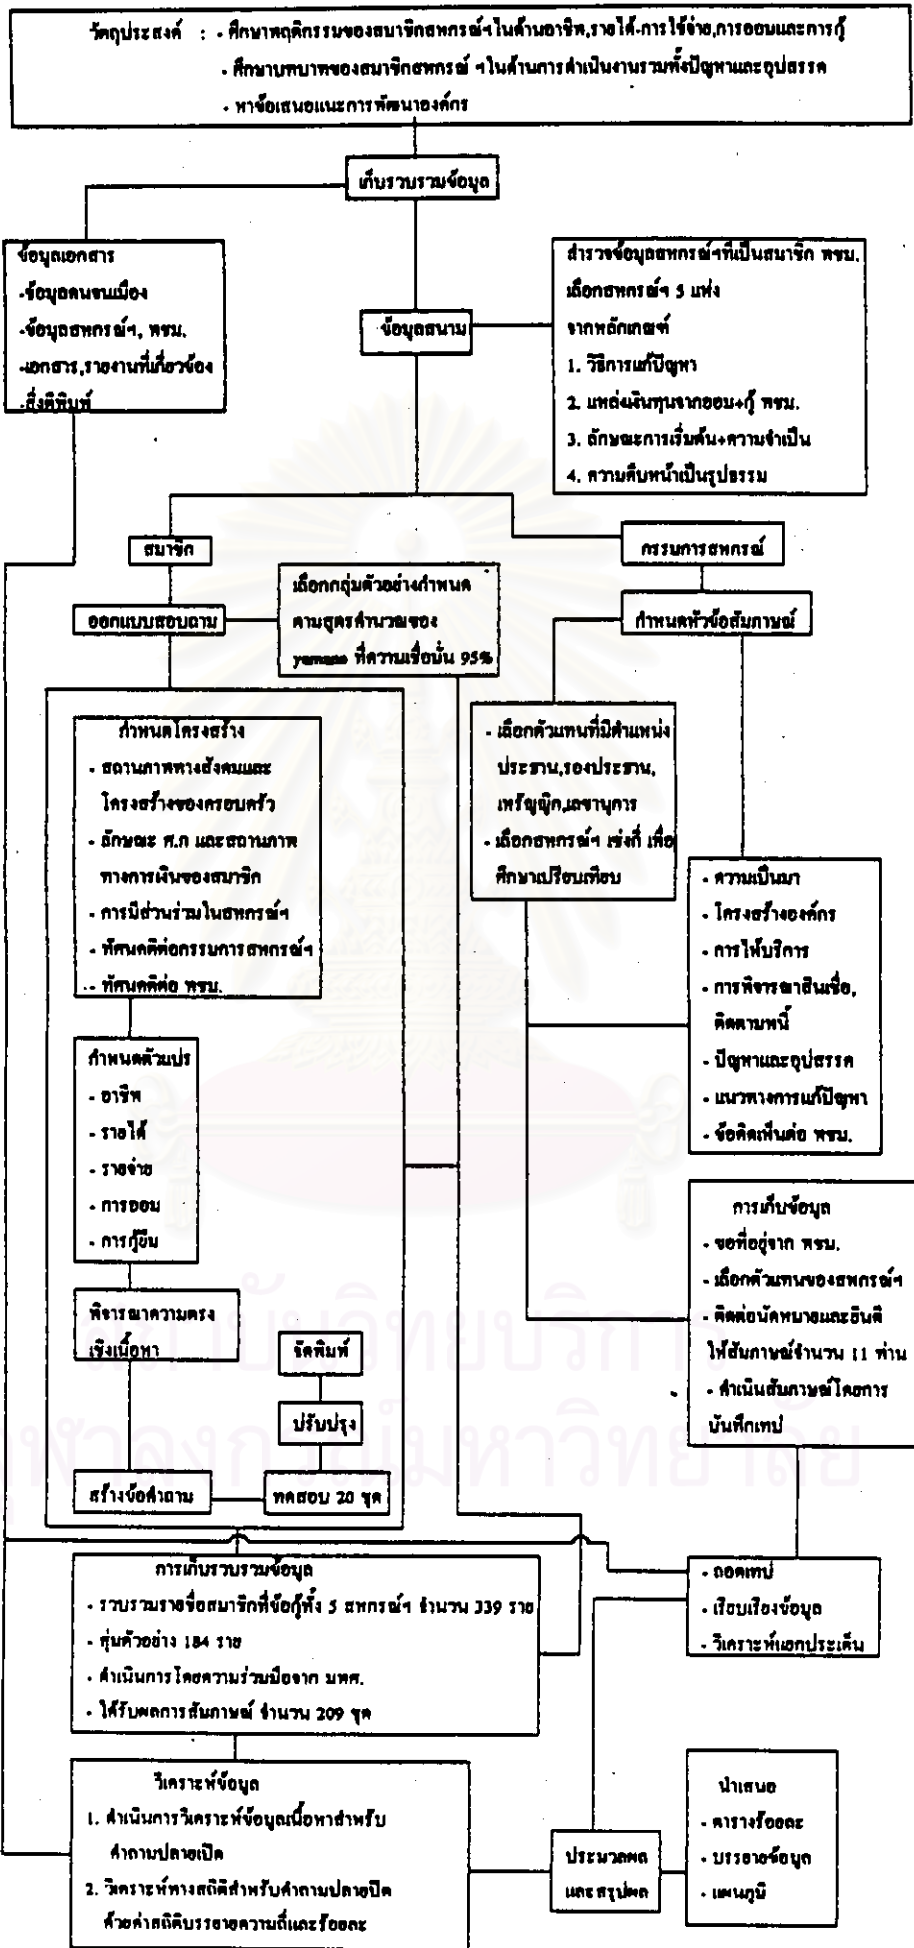 วัตถุประสงค์ : - ศึกษาพฤติกรรมของสมาชิกสหกรณ์ฯในด้านอาชีพ,รายได้-การใช้จ่าย,การออมและการกู้
- ศึกษาบทบาทของสมาชิกสหกรณ์ ฯในด้านการดำเนินงานรวมทั้งปัญหาและอุปสรรค
- หาข้อเสนอแนะการพัฒนาองค์กร
เก็บรวบรวมข้อมูล
ข้อมูลเอกสาร
-ข้อมูลคนจนเมือง
-ข้อมูลสหกรณ์ฯ, พชม.
-เอกสาร,รายงานที่เกี่ยวข้อง
-สิ่งตีพิมพ์
ข้อมูลสนาม
สำรวจข้อมูลสหกรณ์ฯที่เป็นสมาชิก พชม.
เลือกสหกรณ์ฯ 5 แห่ง
จากหลักเกณฑ์
1. วิธีการแก้ปัญหา
2. แหล่งเงินทุนจากออม+กู้ พชม.
3. ลักษณะการเริ่มต้น+ความจำเป็น
4. ความคืบหน้าเป็นรูปธรรม
สมาชิก
กรรมการสหกรณ์
ออกแบบสอบถาม
เลือกกลุ่มตัวอย่างกำหนด
ตามสูตรคำนวณของ
yamane ที่ความเชื่อมั่น 95%
กำหนดหัวข้อสัมภาษณ์
กำหนดโครงสร้าง
- สถานภาพทางสังคมและ
โครงสร้างของครอบครัว
- ลักษณะ ศ.ก และสถานภาพ
ทางการเงินของสมาชิก
- การมีส่วนร่วมในสหกรณ์ฯ
- ทัศนคติต่อกรรมการสหกรณ์ฯ
- ทัศนคติต่อ พชม.
- เลือกตัวแทนที่มีตำแหน่ง
ประธาน,รองประธาน,
เหรัญญิก,เลขานุการ
- เลือกสหกรณ์ฯ เช่งกี่ เพื่อ
ศึกษาเปรียบเทียบ
- ความเป็นมา
- โครงสร้างองค์กร
- การให้บริการ
- การพิจารณาสินเชื่อ,
ติดตามหนี้
- ปัญหาและอุปสรรค
- แนวทางการแก้ปัญหา
- ข้อคิดเห็นต่อ พชม.
กำหนดตัวแปร
- อาชีพ
- รายได้
- รายจ่าย
- การออม
- การกู้ยืม
การเก็บข้อมูล
- ขอที่อยู่จาก พชม.
- เลือกตัวแทนของสหกรณ์ฯ
- ติดต่อนัดหมายและยินดี
ให้สัมภาษณ์จำนวน 11 ท่าน
- ดำเนินสัมภาษณ์โดยการ
บันทึกเทป
พิจารณาความตรง
เชิงเนื้อหา
จัดพิมพ์
ปรับปรุง
สร้างข้อคำถาม
ทดสอบ 20 ชุด
การเก็บรวบรวมข้อมูล
- รวบรวมรายชื่อสมาชิกที่ข้อกู้ทั้ง 5 สหกรณ์ฯ จำนวน 339 ราย
- สุ่มตัวอย่าง 184 ราย
- ดำเนินการโดยความร่วมมือจาก มพศ.
- ได้รับผลการสัมภาษณ์ จำนวน 209 ชุด
- ถอดเทป
- เรียบเรียงข้อมูล
- วิเคราะห์แยกประเด็น
วิเคราะห์ข้อมูล
1. ดำเนินการวิเคราะห์ข้อมูลเนื้อหาสำหรับ
คำถามปลายเปิด
2. วิเคราะห์ทางสถิติสำหรับคำถามปลายปิด
ด้วยค่าสถิติบรรยายความถี่และร้อยละ
ประมวลผล
และสรุปผล
นำเสนอ
- ตารางร้อยละ
- บรรยายข้อมูล
- แผนภูมิ
สถาบันวิทยบริการ
จุฬาลงกรณ์มหาวิทยาลัย